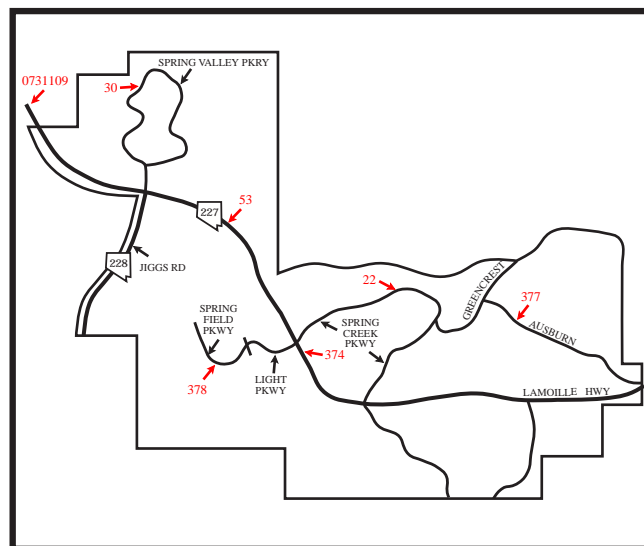 SPRING VALLEY PKRY
0731109
30
227
53
228
JIGGS RD
22
GREENCREST
377
AUSBURN
SPRING
FIELD
PKWY
SPRING
CREEK
PKWY
374
378
LIGHT
PKWY
LAMOILLE HWY